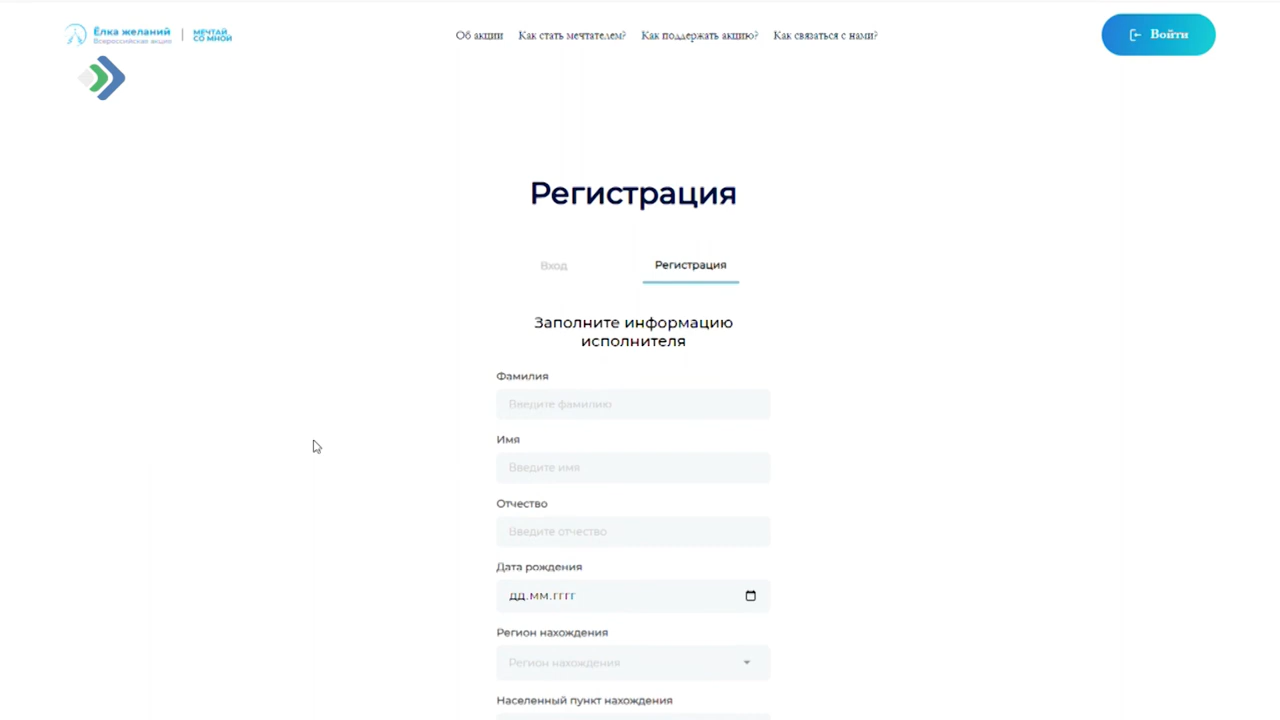 Ёлка желаний
Всероссийская акция
МЕЧТАЙ
СО МНОЙ
Об акции
Как стать мечтателем?
Как поддержать акцию?
Как связаться с нами?
Войти
Регистрация
Вход
Регистрация
Заполните информацию
исполнителя
Фамилия
Введите фамилию
Имя
Введите имя
Отчество
Введите отчество
Дата рождения
дд.мм.гггг
Регион нахождения
Регион нахождения
Населенный пункт нахождения